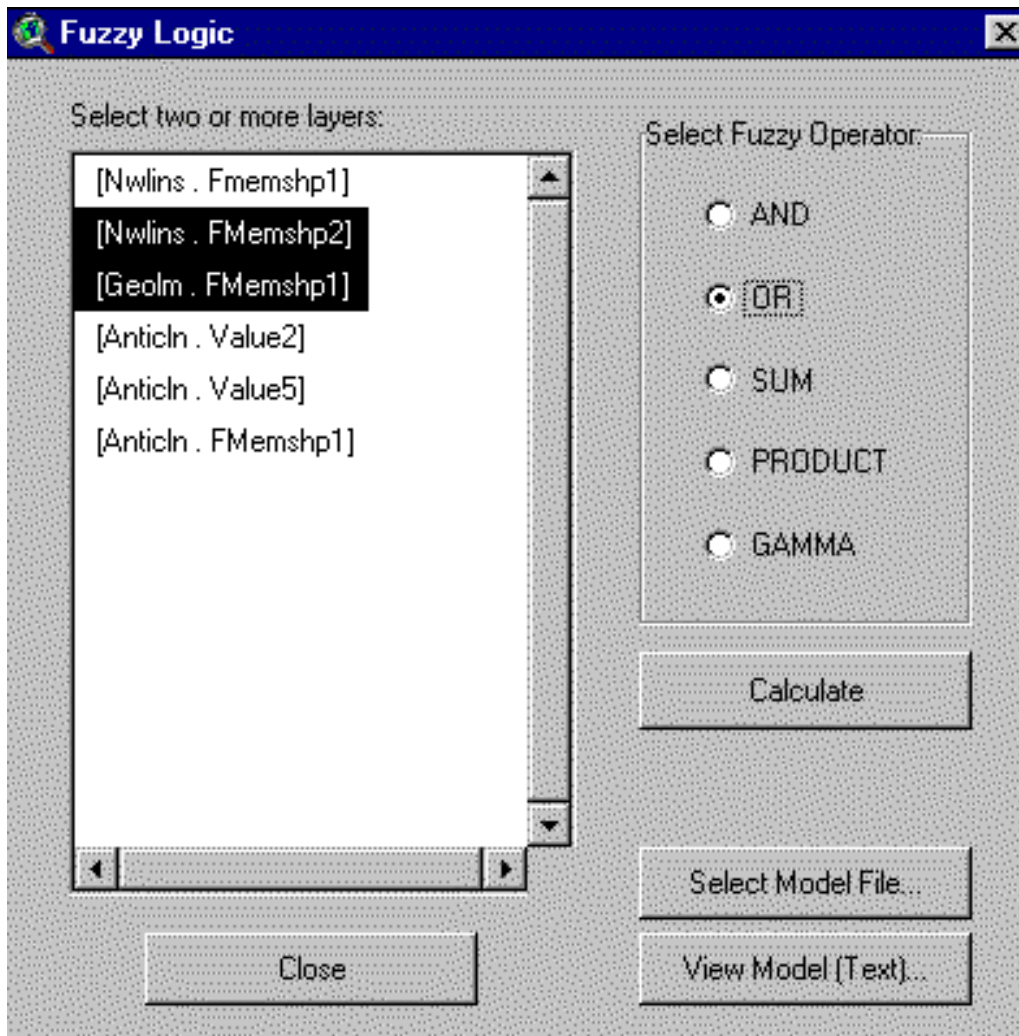 Fuzzy Logic
Select two or more layers:
[Nwlins . Fmemshp1]
[Nwlins . FMemshp2]
[Geolm . FMemshp1]
[Anticln . Value2]
[Anticln . Value5]
[Anticln . FMemshp1]
Select Fuzzy Operator:
AND
OR
SUM
PRODUCT
GAMMA
Calculate
Select Model File...
Close
View Model (Text)...